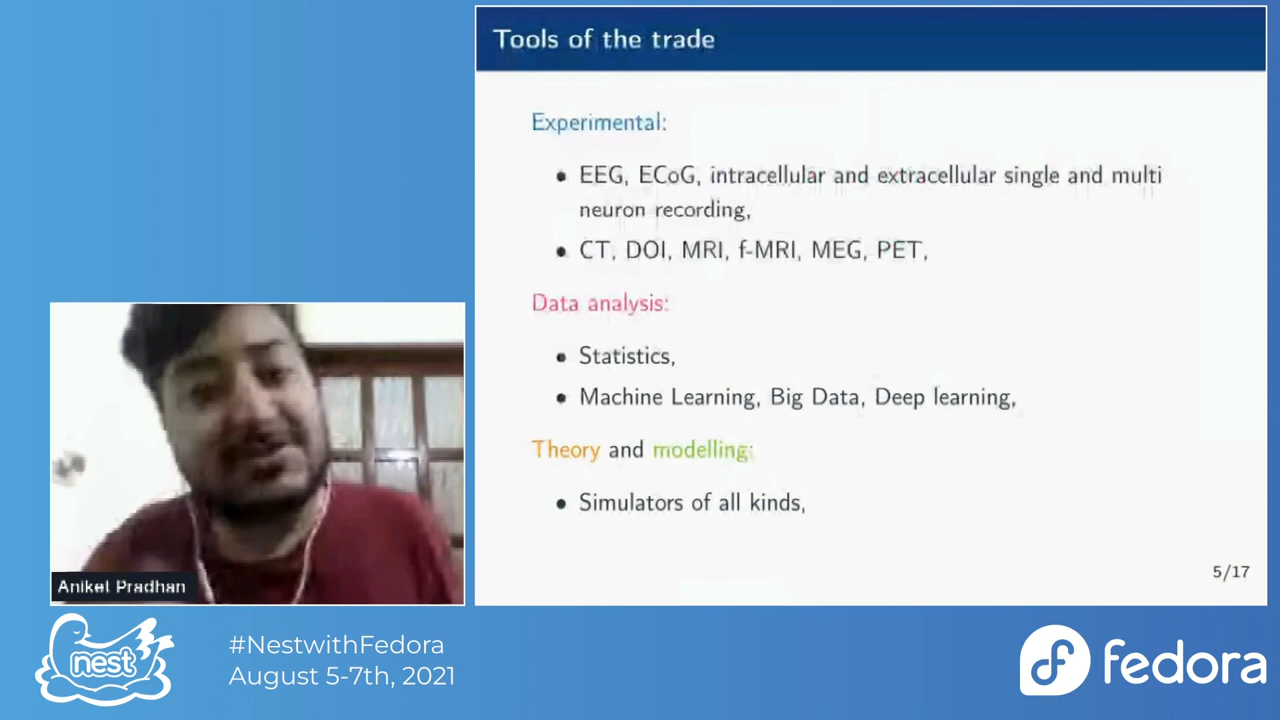 Tools of the trade
Experimental:
• EEG, ECoG, intracellular and extracellular single and multi
neuron recording,
• CT, DOI, MRI, f-MRI, MEG, PET,
Data analysis:
• Statistics,
• Machine Learning, Big Data, Deep learning,
Theory and modelling:
• Simulators of all kinds,
5/17
Aniket Pradhan
nest
#NestwithFedora
August 5-7th, 2021
fedora